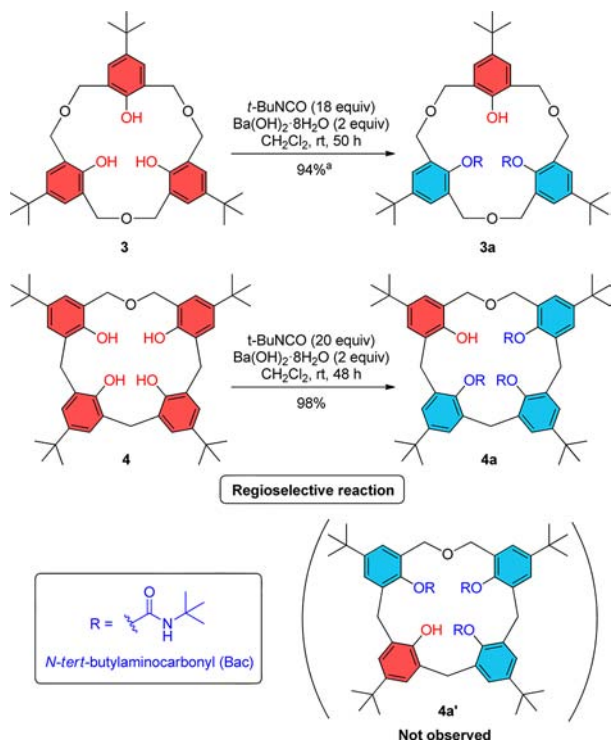 OH
O
O
OH
HO
O
3
t-BuNCO (18 equiv)
Ba(OH)₂·8H₂O (2 equiv)
CH₂Cl₂, rt, 50 h
94%ᵃ
OH
O
O
OR
RO
O
3a
O
OH
HO
OH
HO
4
t-BuNCO (20 equiv)
Ba(OH)₂·8H₂O (2 equiv)
CH₂Cl₂, rt, 48 h
98%
O
OH
RO
OR
RO
4a
Regioselective reaction
R =
O
N
H
N-tert-butylaminocarbonyl (Bac)
O
OR
RO
OH
RO
4a'
Not observed